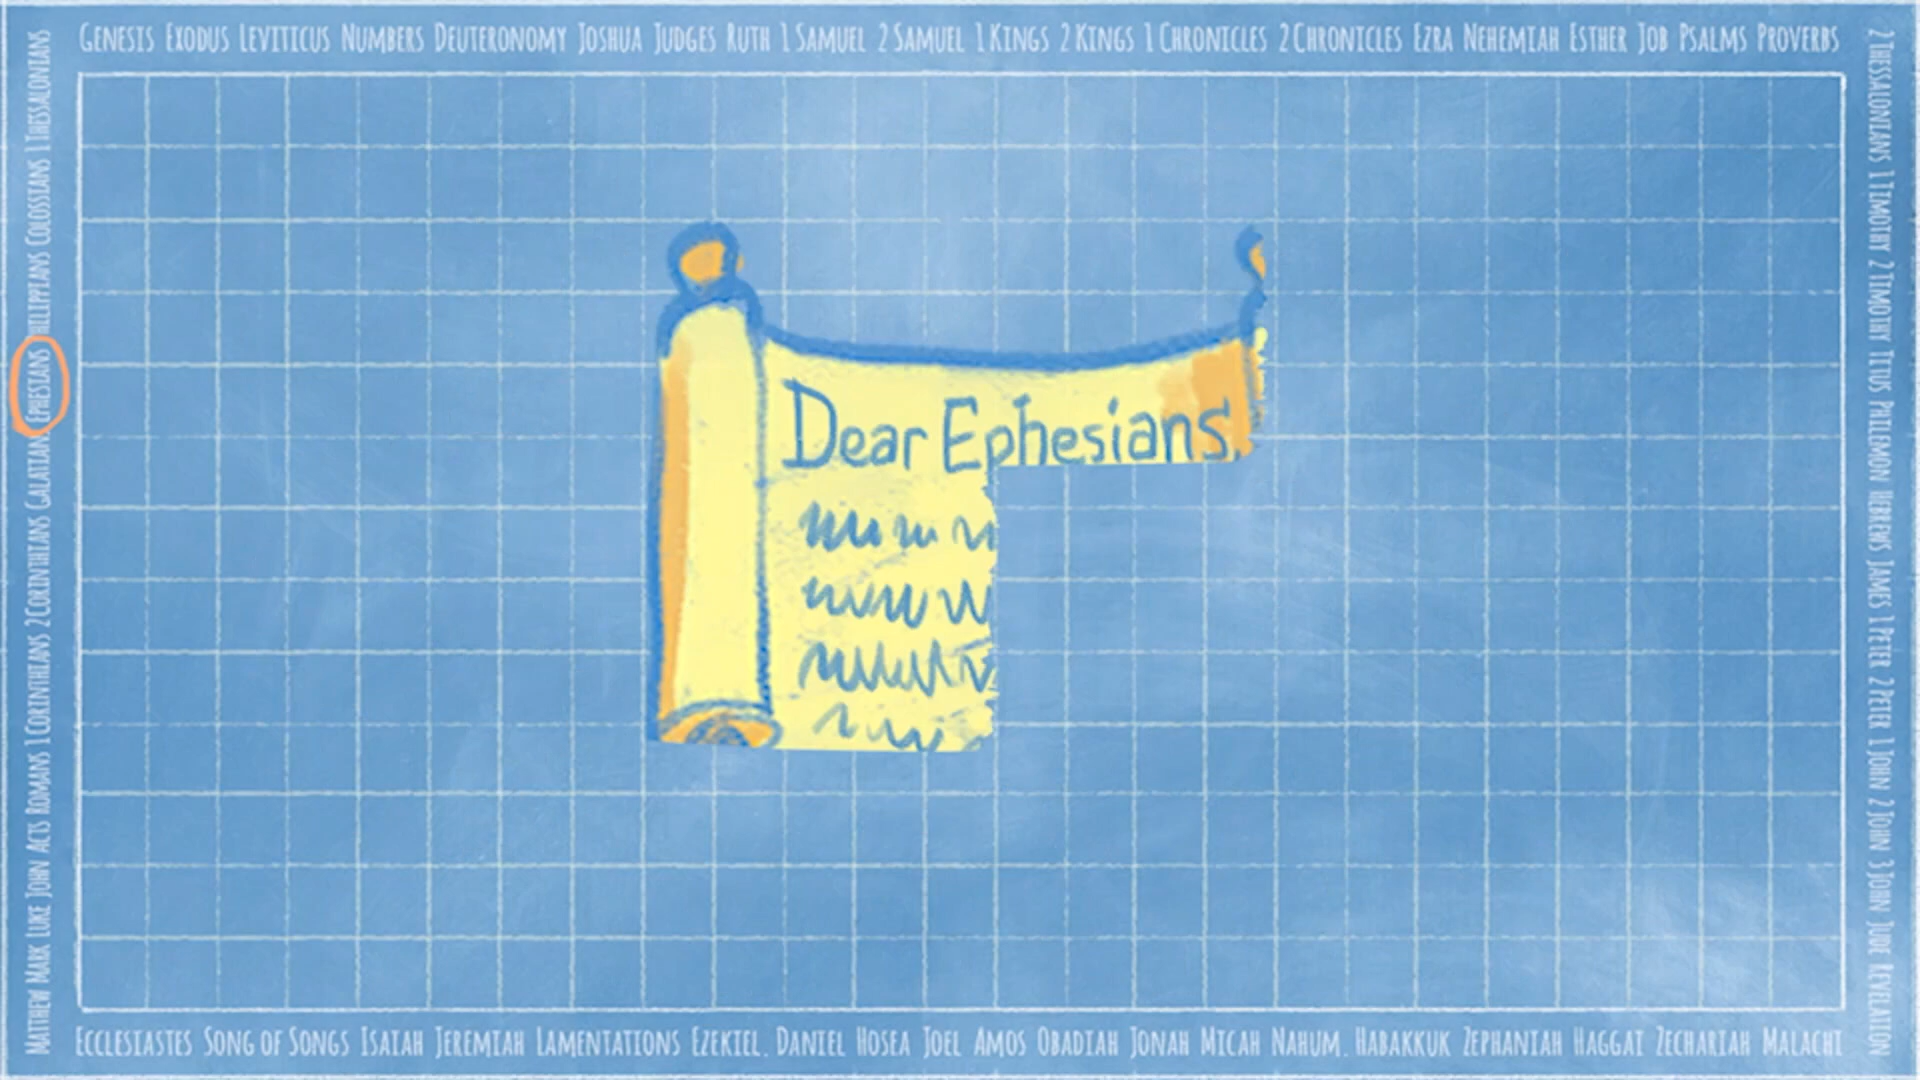 GENESIS EXODUS LEVITICUS NUMBERS DEUTERONOMY JOSHUA JUDGES RUTH 1 SAMUEL 2 SAMUEL 1 KINGS 2 KINGS 1 CHRONICLES 2 CHRONICLES EZRA NEHEMIAH ESTHER JOB PSALMS PROVERBS
MATTHEW MARK LUKE JOHN ACTS ROMANS 1 CORINTHIANS 2 CORINTHIANS GALATIANS EPHESIANS PHILIPPIANS COLOSSIANS 1 THESSALONIANS
Dear Ephesians,
2 THESSALONIANS 1 TIMOTHY 2 TIMOTHY TITUS PHILEMON HEBREWS JAMES 1 PETER 2 PETER 1 JOHN 2 JOHN 3 JOHN JUDE REVELATION
ECCLESIASTES SONG OF SONGS ISAIAH JEREMIAH LAMENTATIONS EZEKIEL. DANIEL HOSEA JOEL AMOS OBADIAH JONAH MICAH NAHUM. HABAKKUK ZEPHANIAH HAGGAI ZECHARIAH MALACHI